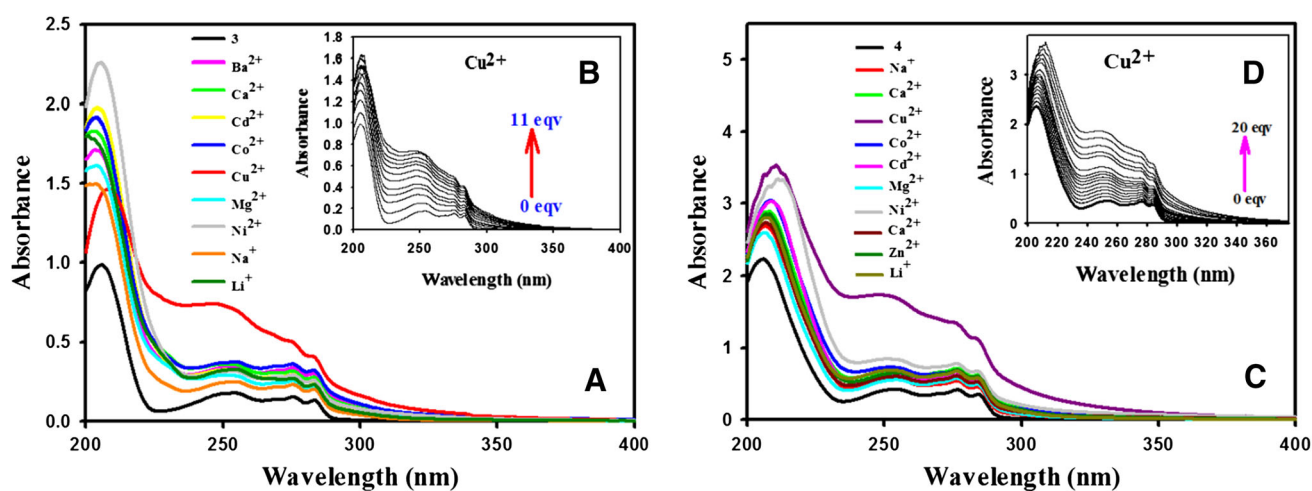 A
2.5
2.0
1.5
1.0
0.5
0.0
200
250
300
350
400
Absorbance
Wavelength (nm)
3
Ba2+
Ca2+
Cd2+
Co2+
Cu2+
Mg2+
Ni2+
Na+
Li+
B
Cu2+
1.8
1.6
1.4
1.2
1.0
0.8
0.6
0.4
0.2
0.0
200
250
300
350
400
Absorbance
Wavelength (nm)
11 eqv
0 eqv
A
C
5
4
3
2
1
0
200
250
300
350
400
Absorbance
Wavelength (nm)
4
Na+
Ca2+
Cu2+
Co2+
Cd2+
Mg2+
Ni2+
Ca2+
Zn2+
Li+
D
Cu2+
3
2
1
0
200
220
240
260
280
300
320
340
360
Absorbance
Wavelength (nm)
20 eqv
0 eqv
C